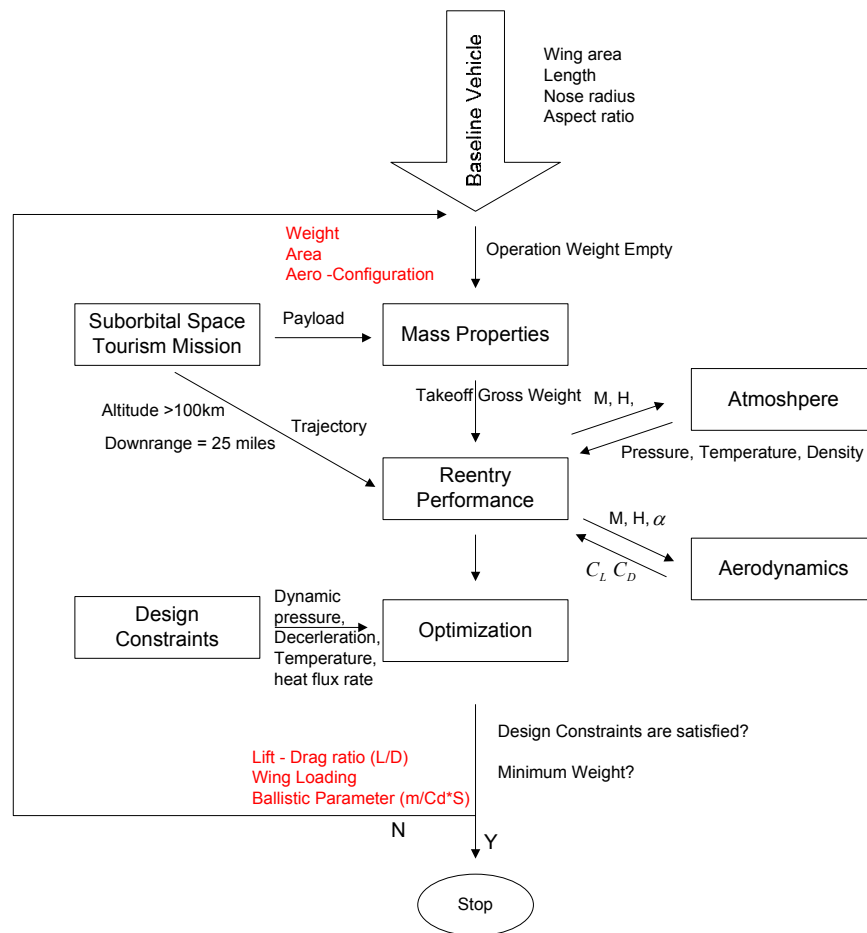 Baseline Vehicle
Wing area
Length
Nose radius
Aspect ratio
Weight
Area
Aero -Configuration
Operation Weight Empty
Suborbital Space
Tourism Mission
Payload
Mass Properties
Altitude >100km
Downrange = 25 miles
Trajectory
Takeoff Gross Weight
M, H,
Atmoshpere
Pressure, Temperature, Density
Reentry
Performance
M, H, α
C_L C_D
Aerodynamics
Design
Constraints
Dynamic
pressure,
Decerleration,
Temperature,
heat flux rate
Optimization
Design Constraints are satisfied?
Minimum Weight?
Lift - Drag ratio (L/D)
Wing Loading
Ballistic Parameter (m/Cd*S)
N
Y
Stop